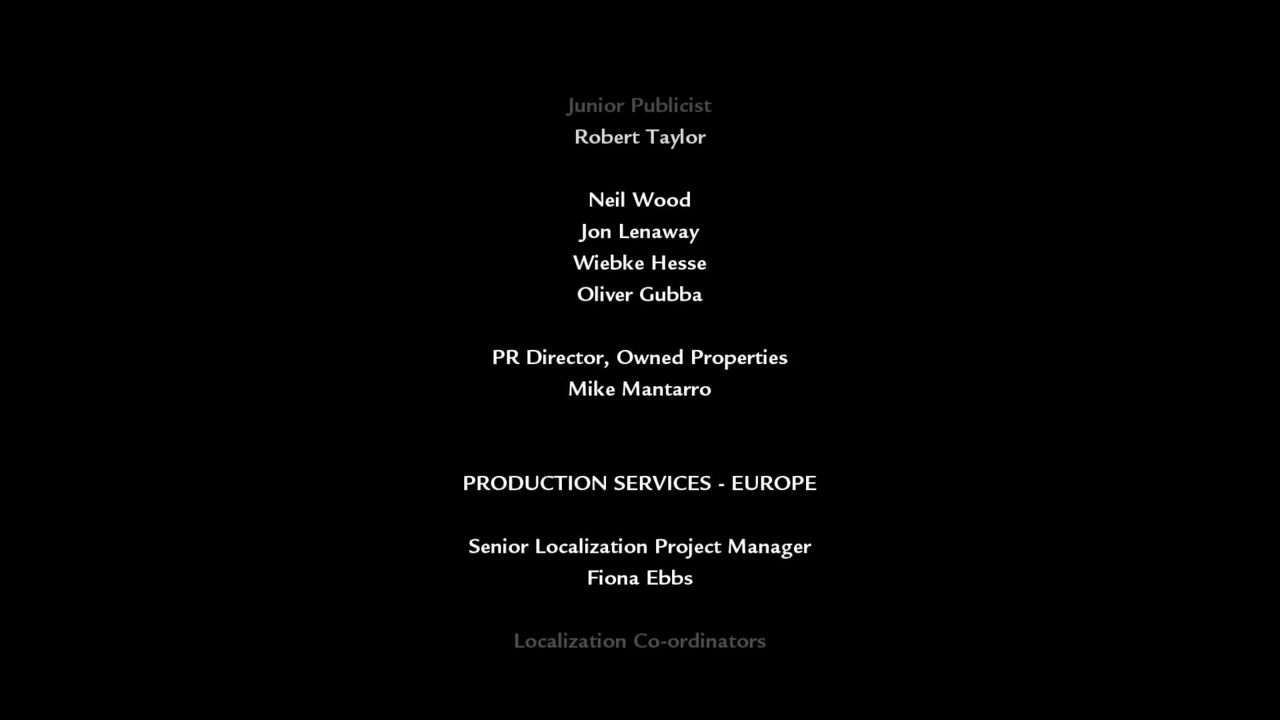 Junior Publicist
Robert Taylor
Neil Wood
Jon Lenaway
Wiebke Hesse
Oliver Gubba
PR Director, Owned Properties
Mike Mantarro
PRODUCTION SERVICES - EUROPE
Senior Localization Project Manager
Fiona Ebbs
Localization Co-ordinators